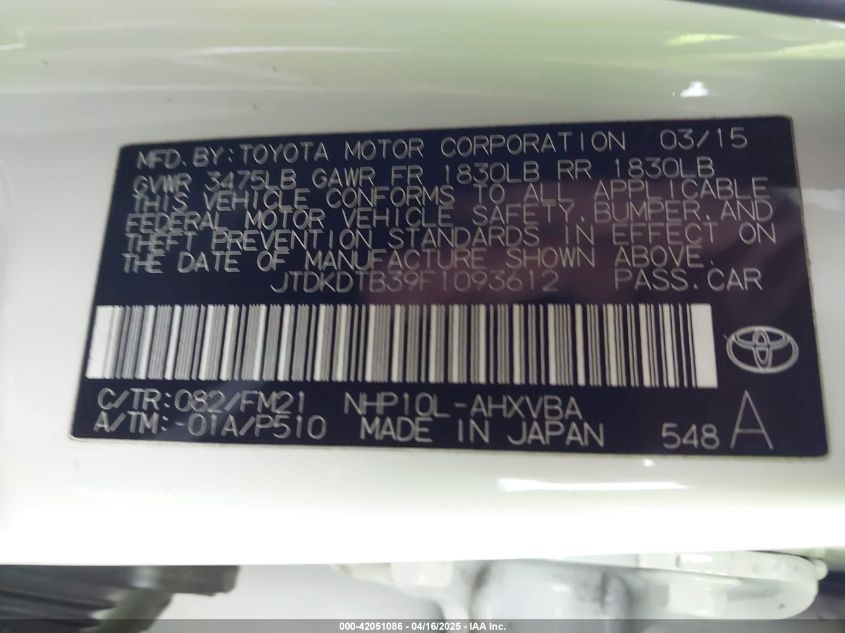 MFD. BY: TOYOTA MOTOR CORPORATION 03/15
GVWR 3475LB GAWR FR 1830LB RR 1830LB
THIS VEHICLE CONFORMS TO ALL APPLICABLE
FEDERAL MOTOR VEHICLE SAFETY, BUMPER, AND
THEFT PREVENTION STANDARDS IN EFFECT ON
THE DATE OF MANUFACTURE SHOWN ABOVE.
JTDKDTB39F1093612 PASS. CAR
C/TR: 082/FM21 NHP10L-AHXVBA
A/TM: -01A/P510 MADE IN JAPAN 548 A
000-42051086 - 04/16/2025 - IAA, Inc.